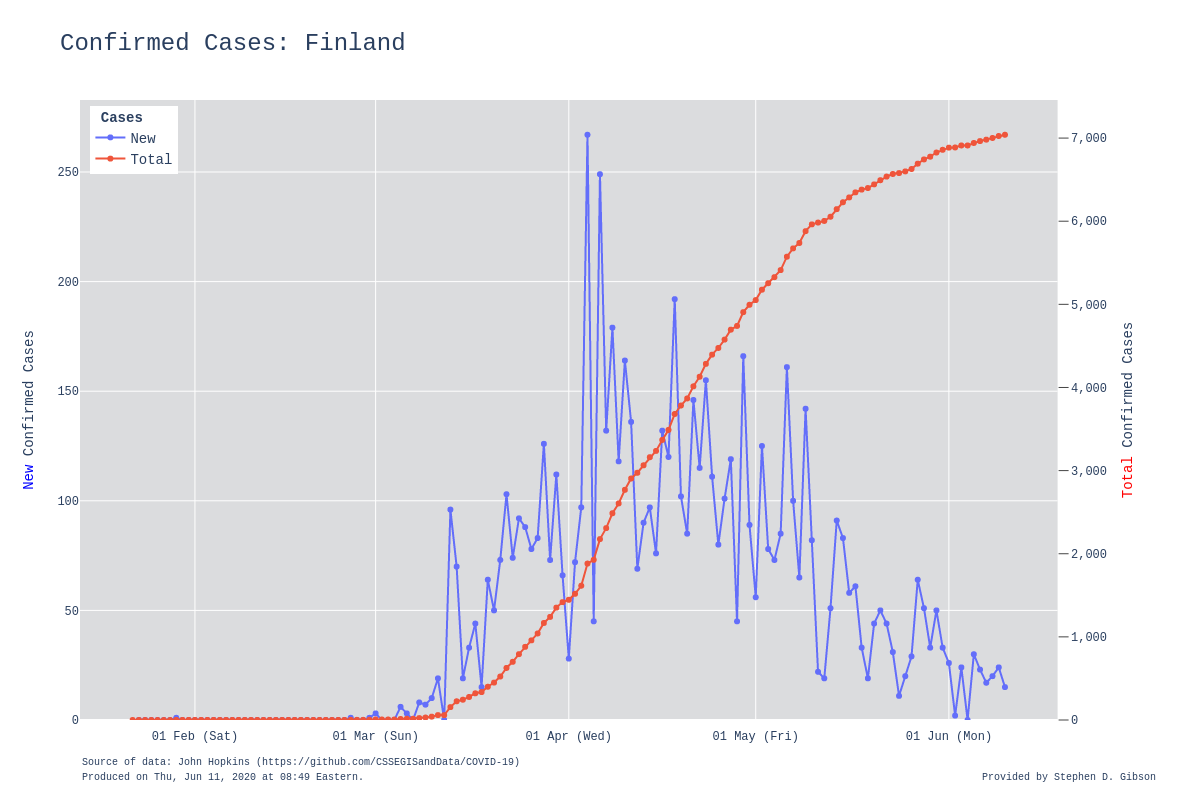 Confirmed Cases: Finland
Cases
New
Total
250
200
150
100
50
0
7,000
6,000
5,000
4,000
3,000
2,000
1,000
0
New Confirmed Cases
Total Confirmed Cases
01 Feb (Sat)
01 Mar (Sun)
01 Apr (Wed)
01 May (Fri)
01 Jun (Mon)
Source of data: John Hopkins (https://github.com/CSSEGISandData/COVID-19)
Produced on Thu, Jun 11, 2020 at 08:49 Eastern.
Provided by Stephen D. Gibson